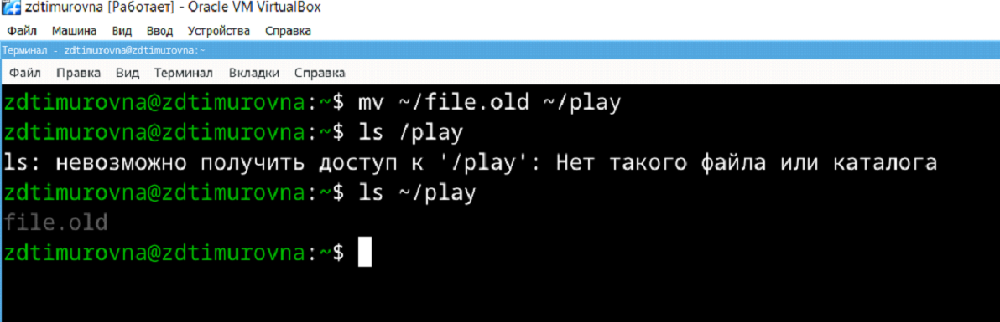 zdtimurovna [Работает] - Oracle VM VirtualBox
Файл Машина Вид Ввод Устройства Справка
Терминал - zdtimurovna@zdtimurovna:~
Файл Правка Вид Терминал Вкладки Справка
zdtimurovna@zdtimurovna:~$ mv ~/file.old ~/play
zdtimurovna@zdtimurovna:~$ ls /play
ls: невозможно получить доступ к '/play': Нет такого файла или каталога
zdtimurovna@zdtimurovna:~$ ls ~/play
file.old
zdtimurovna@zdtimurovna:~$